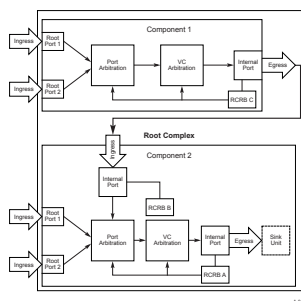 Component 1
Ingress
Root
Port 1
Port
Arbitration
VC
Arbitration
Internal
Port
Egress
Ingress
Root
Port 2
RCRB C
Ingress
Root Complex
Component 2
Internal
Port
RCRB B
Ingress
Root
Port 1
Port
Arbitration
VC
Arbitration
Internal
Port
Egress
Sink
Unit
Ingress
Root
Port 2
RCRB A